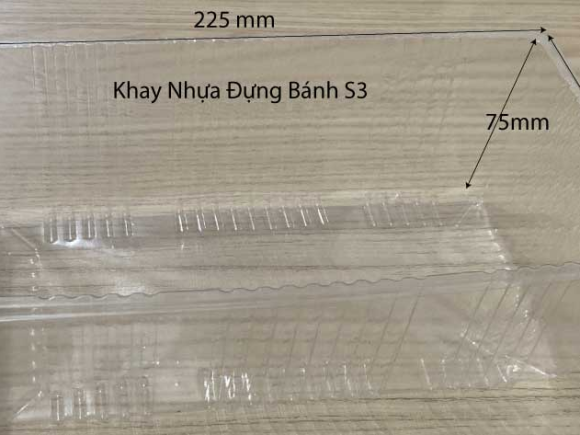 225 mm
Khay Nhựa Đựng Bánh S3
75mm